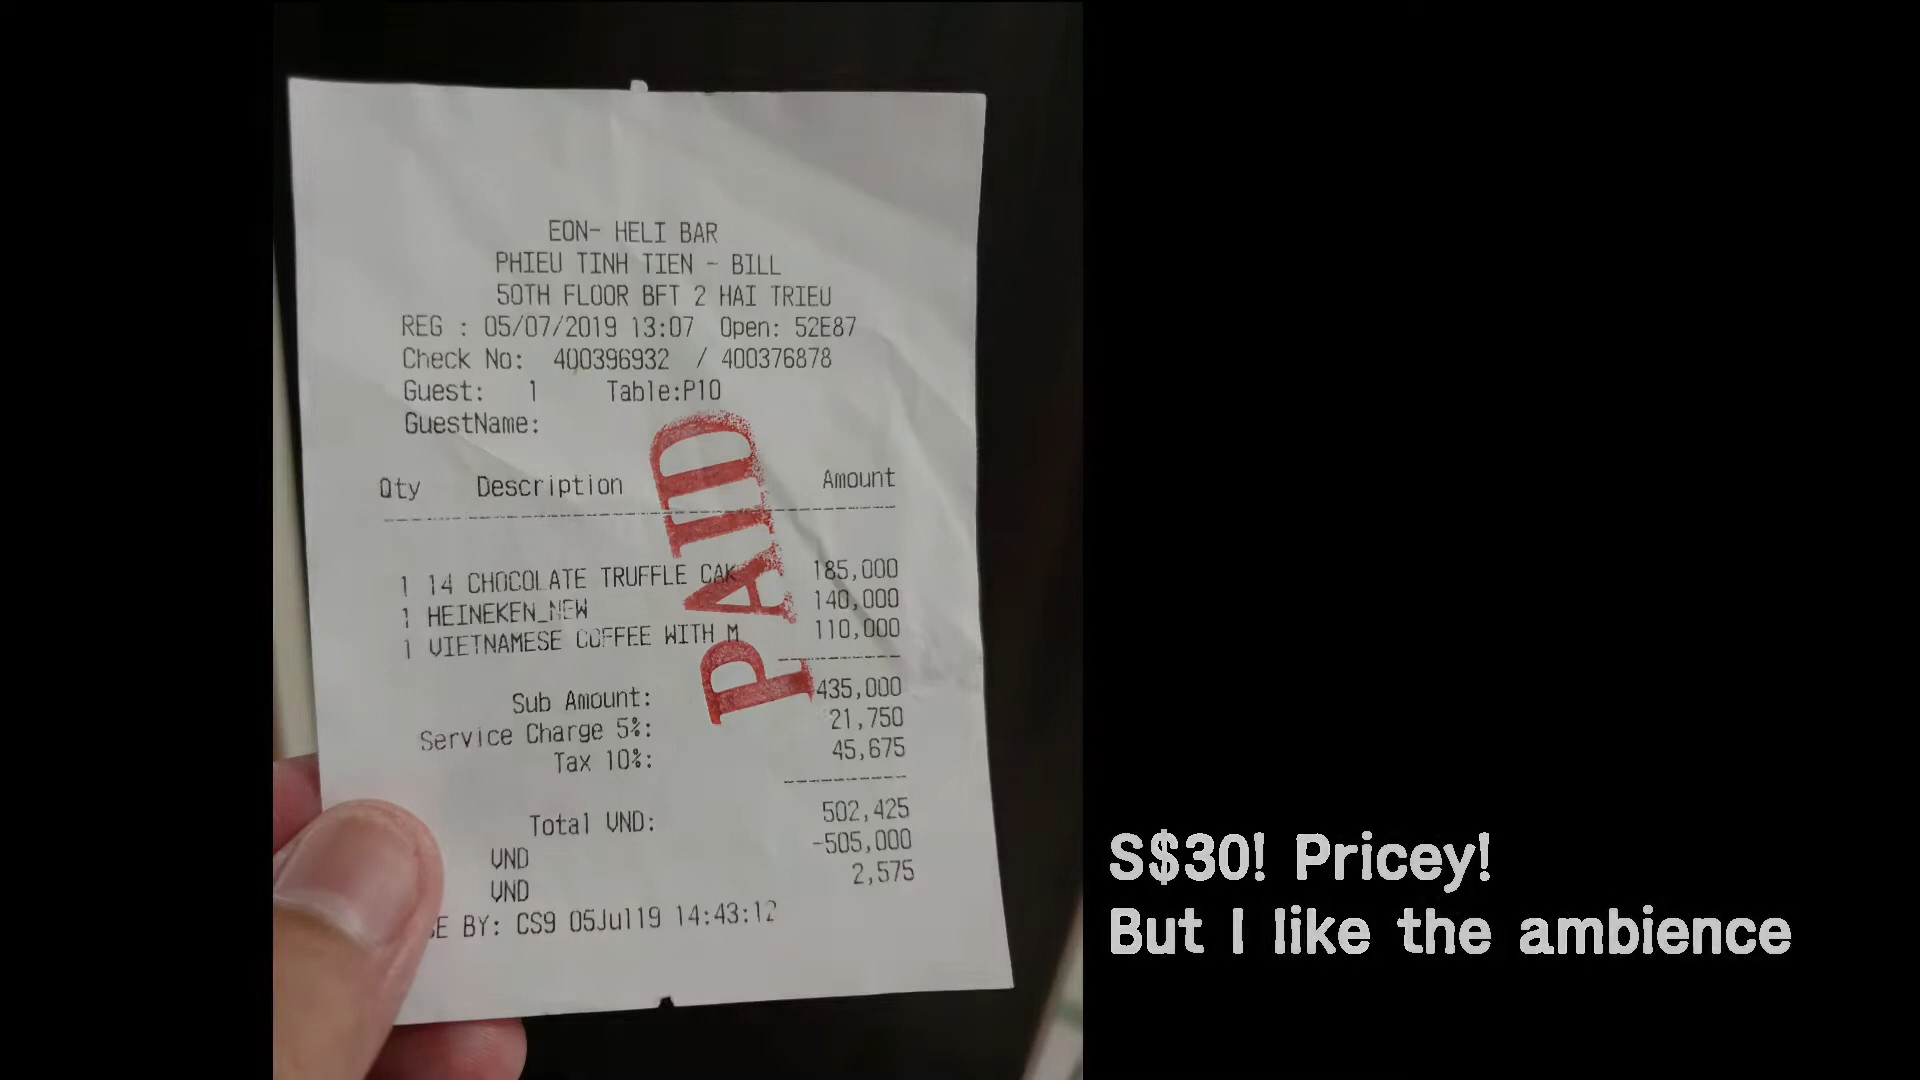 EON- HELI BAR
PHIEU TINH TIEN - BILL
50TH FLOOR BFT 2 HAI TRIEU
REG : 05/07/2019 13:07 Open: 52E87
Check No: 400396932 / 400376878
Guest: 1 Table:P10
GuestName:
Qty Description Amount
1 14 CHOCOLATE TRUFFLE CAK 185,000
1 HEINEKEN_NEW 140,000
1 VIETNAMESE COFFEE WITH M 110,000
Sub Amount: 435,000
Service Charge 5%: 21,750
Tax 10%: 45,675
Total VND: 502,425
VND -505,000
VND 2,575
BY: CS9 05Jul19 14:43:12
PAID
S$30! Pricey!
But I like the ambience